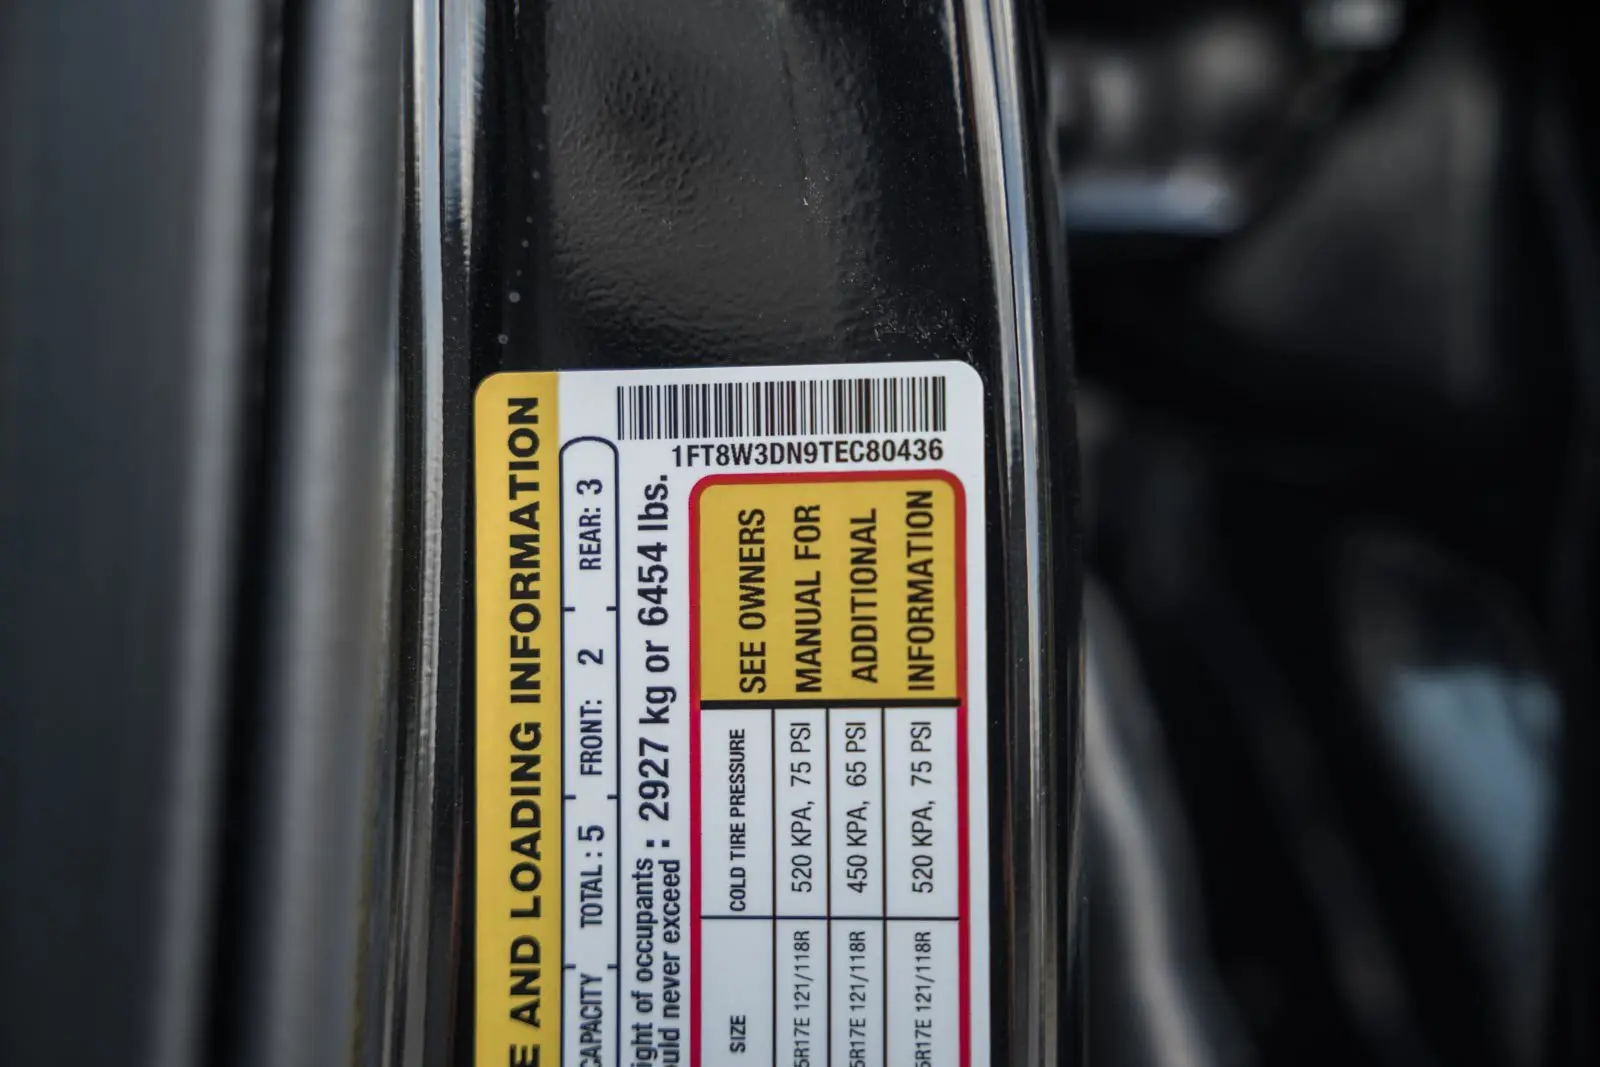 E AND LOADING INFORMATION
CAPACITY TOTAL: 5 FRONT: 2 REAR: 3
ight of occupants
uld never exceed : 2927 kg or 6454 lbs.
1FT8W3DN9TEC80436
SIZE COLD TIRE PRESSURE SEE OWNERS
5R17E 121/118R 520 KPA, 75 PSI MANUAL FOR
5R17E 121/118R 450 KPA, 65 PSI ADDITIONAL
5R17E 121/118R 520 KPA, 75 PSI INFORMATION